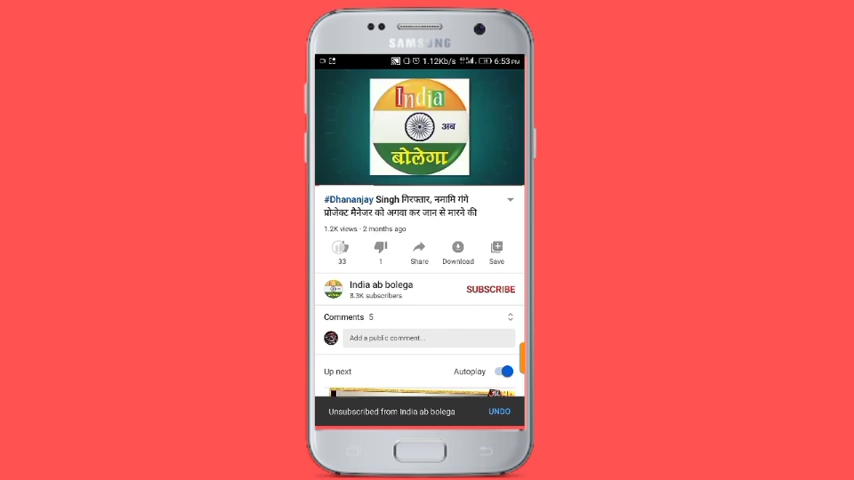 SAMSUNG
1.12Kb/s 6:53PM
India
अब
बोलेगा
#Dhananjay Singh गिरफ्तार, नमामि गंगे
प्रोजेक्ट मैनेजर को अगवा कर जान से मारने की
1.2K views · 2 months ago
33 1 Share Download Save
India ab bolega
SUBSCRIBE
8.3K subscribers
Comments 5
Add a public comment...
Up next Autoplay
Unsubscribed from India ab bolega UNDO